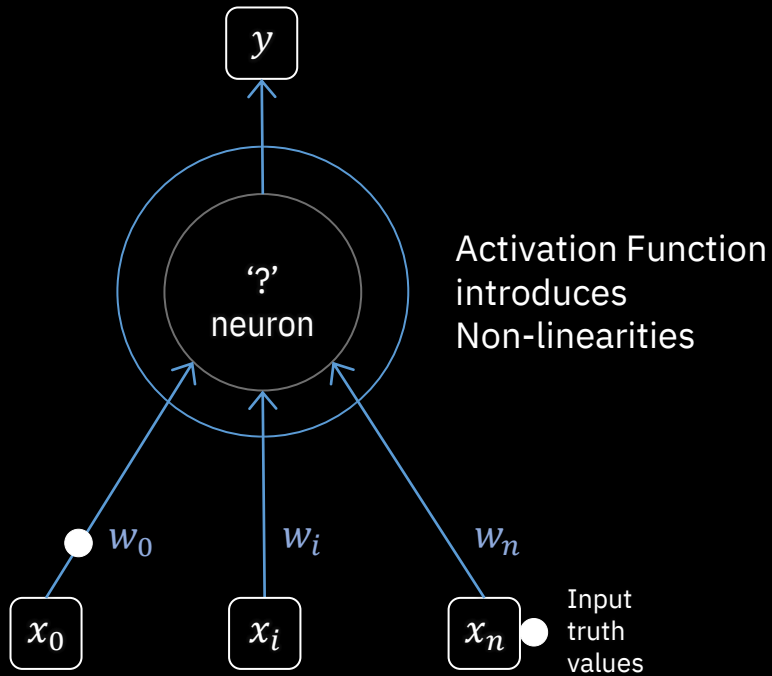 y
‘?’
neuron
Activation Function
introduces
Non-linearities
w₀
wᵢ
wₙ
x₀
xᵢ
xₙ
Input
truth
values